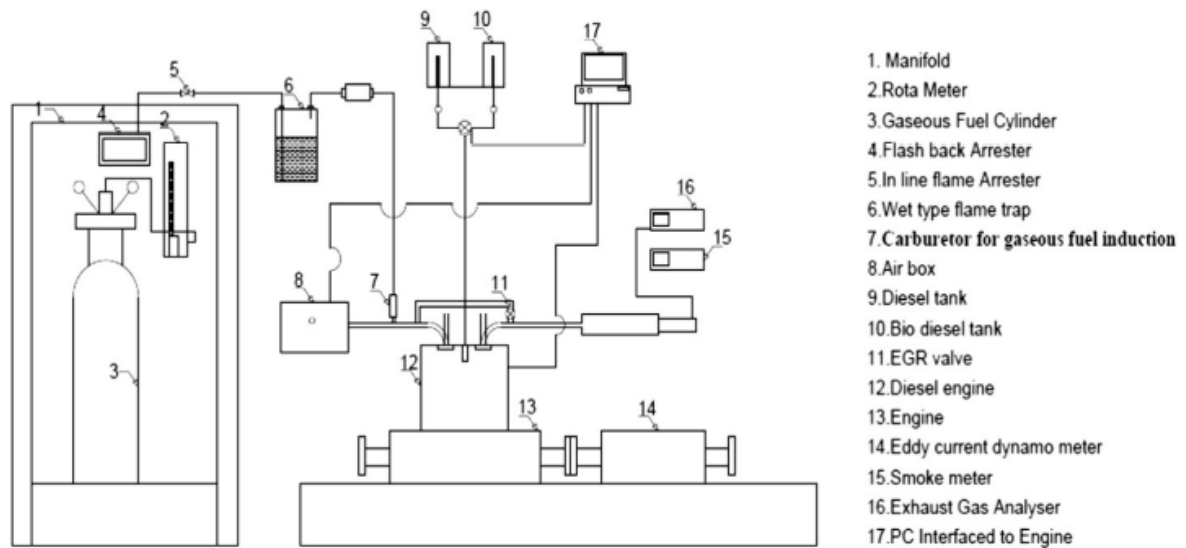 9
10
17
5
6
1
4
2
16
15
8
7
11
3
12
13
14
1. Manifold
2.Rota Meter
3.Gaseous Fuel Cylinder
4.Flash back Arrester
5.In line flame Arrester
6.Wet type flame trap
7.Carburetor for gaseous fuel induction
8.Air box
9.Diesel tank
10.Bio diesel tank
11.EGR valve
12.Diesel engine
13.Engine
14.Eddy current dynamo meter
15.Smoke meter
16.Exhaust Gas Analyser
17.PC Interfaced to Engine